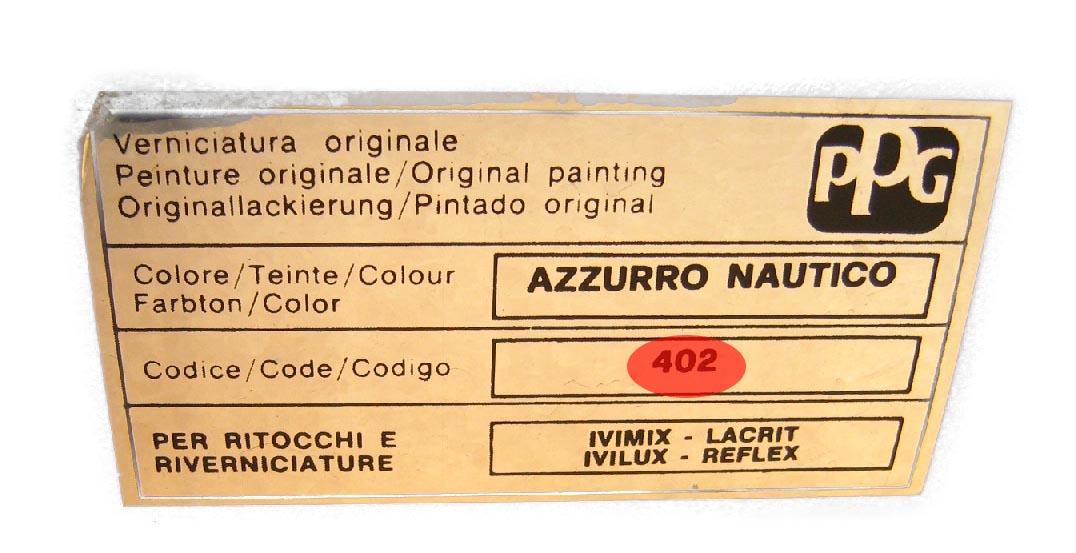 Verniciatura originale
Peinture originale/Original painting
Originallackierung/Pintado original
PPG
Colore/Teinte/Colour
Farbton/Color
AZZURRO NAUTICO
Codice/Code/Codigo
402
PER RITOCCHI E
RIVERNICIATURE
IVIMIX - LACRIT
IVILUX - REFLEX